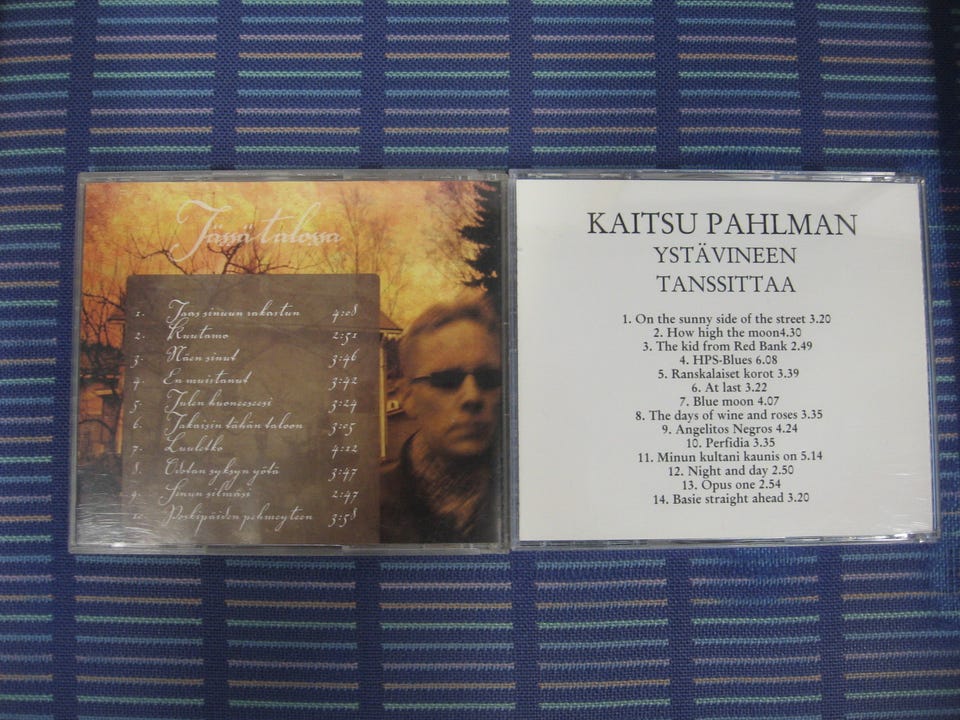 Tässä talossa
1. Taas sinuun rakastun 4:08
2. Kuutamo 2:51
3. Näen sinut 3:46
4. En muistanut 3:42
5. Tulen huoneeseesi 3:24
6. Takaisin tähän taloon 3:05
7. Luuletko 4:12
8. Odotan syksyn yötä 3:47
9. Sinun silmäsi 2:47
10. Poskipäiden pehmeyteen 3:58
KAITSU PAHLMAN
YSTÄVINEEN
TANSSITTAA
1. On the sunny side of the street 3.20
2. How high the moon4.30
3. The kid from Red Bank 2.49
4. HPS-Blues 6.08
5. Ranskalaiset korot 3.39
6. At last 3.22
7. Blue moon 4.07
8. The days of wine and roses 3.35
9. Angelitos Negros 4.24
10. Perfidia 3.35
11. Minun kultani kaunis on 5.14
12. Night and day 2.50
13. Opus one 2.54
14. Basie straight ahead 3.20